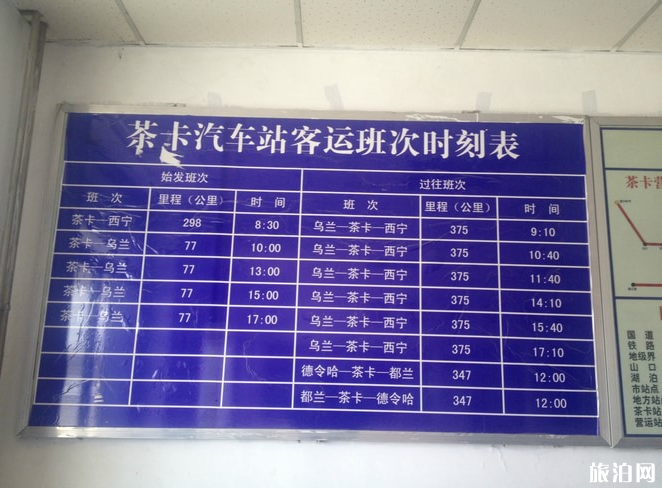 茶卡汽车站客运班次时刻表
始发班次 过往班次
班 次 里程（公里） 时 间 班 次 里程（公里） 时 间
茶卡—西宁 298 8:30 乌兰—茶卡—西宁 375 9:10
茶卡—乌兰 77 10:00 乌兰—茶卡—西宁 375 10:40
茶卡—乌兰 77 13:00 乌兰—茶卡—西宁 375 11:40
茶卡—乌兰 77 15:00 乌兰—茶卡—西宁 375 14:10
茶卡—乌兰 77 17:00 乌兰—茶卡—西宁 375 15:40
乌兰—茶卡—西宁 375 17:10
德令哈—茶卡—都兰 347 12:00
都兰—茶卡—德令哈 347 12:00
茶卡营
国 道
铁 路
地级界
山 口
湖 泊
市站点
地方站
茶卡站
营运站
旅泊网